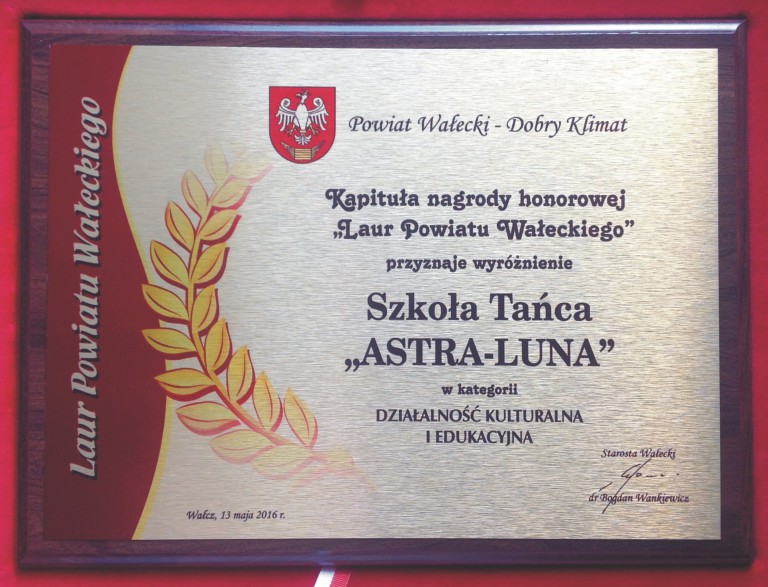 Laur Powiatu Wałeckiego
Powiat Wałecki - Dobry Klimat
Kapituła nagrody honorowej
„Laur Powiatu Wałeckiego”
przyznaje wyróżnienie
Szkoła Tańca
„ASTRA-LUNA”
w kategorii
DZIAŁALNOŚĆ KULTURALNA
I EDUKACYJNA
Starosta Wałecki
dr Bogdan Wankiewicz
Wałcz, 13 maja 2016 r.